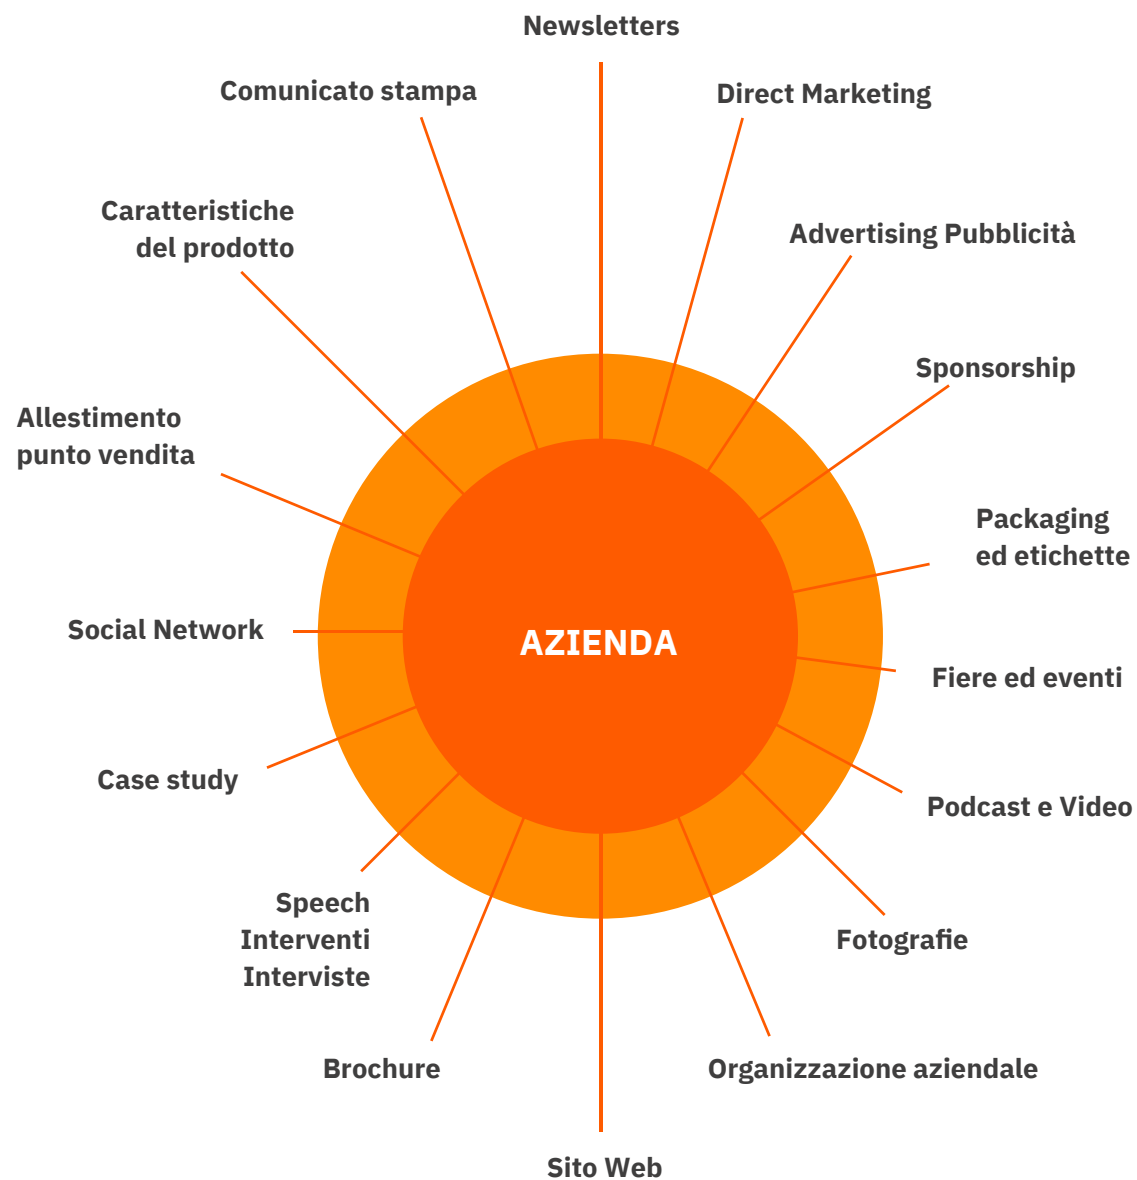 Newsletters
Comunicato stampa
Direct Marketing
Caratteristiche
del prodotto
Advertising Pubblicità
Sponsorship
Allestimento
punto vendita
Packaging
ed etichette
Social Network
AZIENDA
Fiere ed eventi
Case study
Podcast e Video
Speech
Interventi
Interviste
Fotografie
Brochure
Organizzazione aziendale
Sito Web